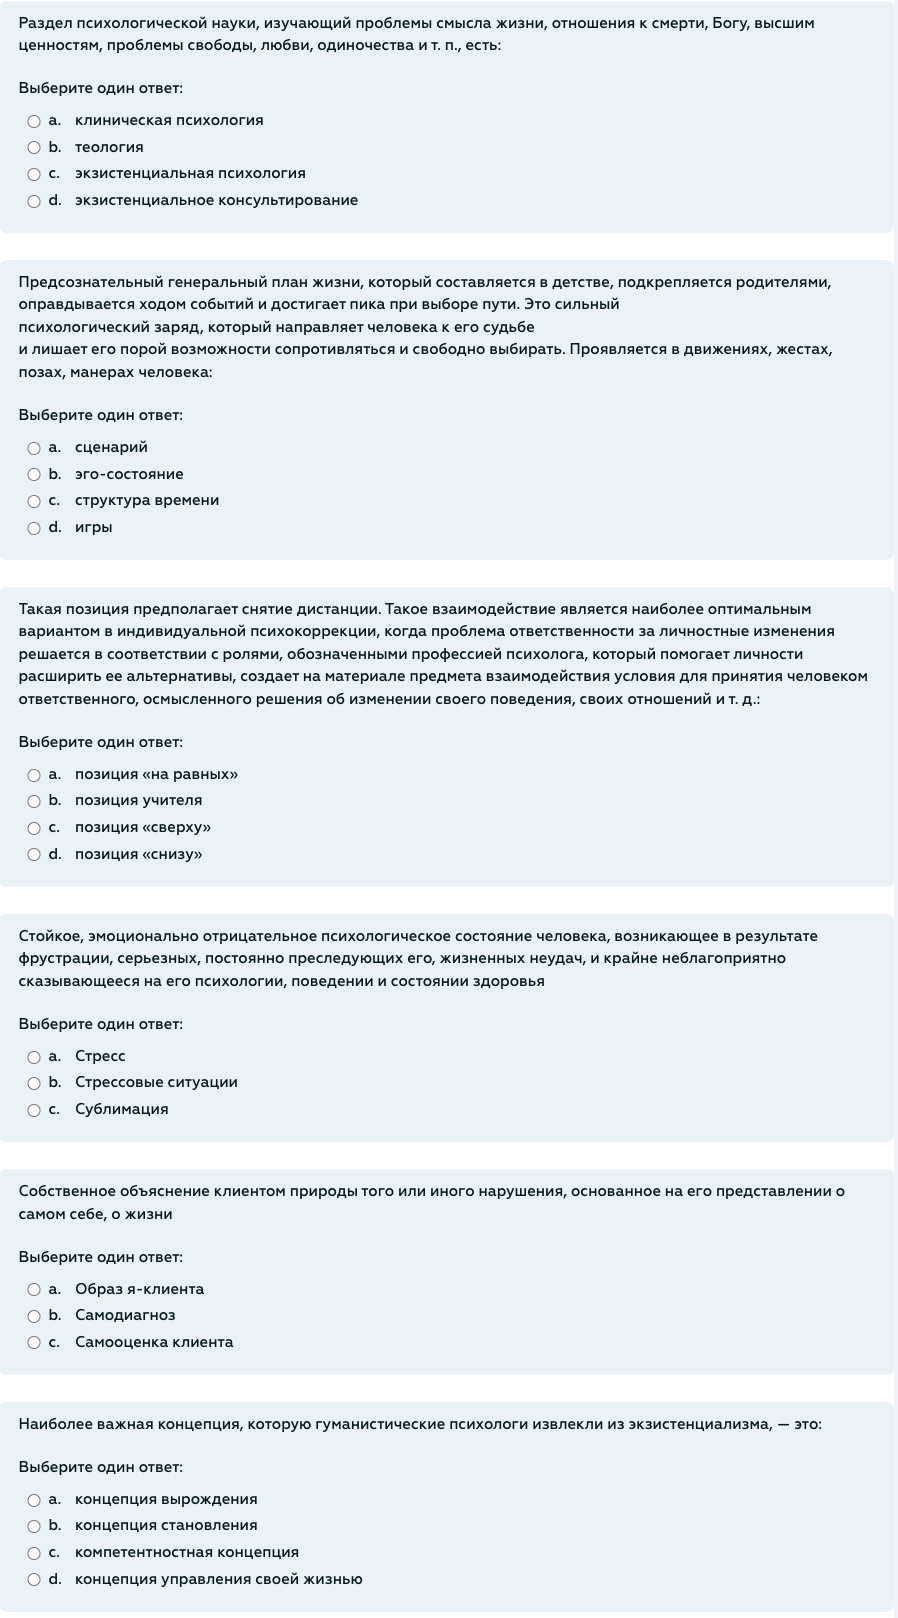 Раздел психологической науки, изучающий проблемы смысла жизни, отношения к смерти, Богу, высшим
ценностям, проблемы свободы, любви, одиночества и т. п., есть:
Выберите один ответ:
a. клиническая психология
b. теология
c. экзистенциальная психология
d. экзистенциальное консультирование
Предсознательный генеральный план жизни, который составляется в детстве, подкрепляется родителями,
оправдывается ходом событий и достигает пика при выборе пути. Это сильный
психологический заряд, который направляет человека к его судьбе
и лишает его порой возможности сопротивляться и свободно выбирать. Проявляется в движениях, жестах,
позах, манерах человека:
Выберите один ответ:
a. сценарий
b. эго-состояние
c. структура времени
d. игры
Такая позиция предполагает снятие дистанции. Такое взаимодействие является наиболее оптимальным
вариантом в индивидуальной психокоррекции, когда проблема ответственности за личностные изменения
решается в соответствии с ролями, обозначенными профессией психолога, который помогает личности
расширить ее альтернативы, создает на материале предмета взаимодействия условия для принятия человеком
ответственного, осмысленного решения об изменении своего поведения, своих отношений и т. д.:
Выберите один ответ:
a. позиция «на равных»
b. позиция учителя
c. позиция «сверху»
d. позиция «снизу»
Стойкое, эмоционально отрицательное психологическое состояние человека, возникающее в результате
фрустрации, серьезных, постоянно преследующих его, жизненных неудач, и крайне неблагоприятно
сказывающееся на его психологии, поведении и состоянии здоровья
Выберите один ответ:
a. Стресс
b. Стрессовые ситуации
c. Сублимация
Собственное объяснение клиентом природы того или иного нарушения, основанное на его представлении о
самом себе, о жизни
Выберите один ответ:
a. Образ я-клиента
b. Самодиагноз
c. Самооценка клиента
Наиболее важная концепция, которую гуманистические психологи извлекли из экзистенциализма, — это:
Выберите один ответ:
a. концепция вырождения
b. концепция становления
c. компетентностная концепция
d. концепция управления своей жизнью